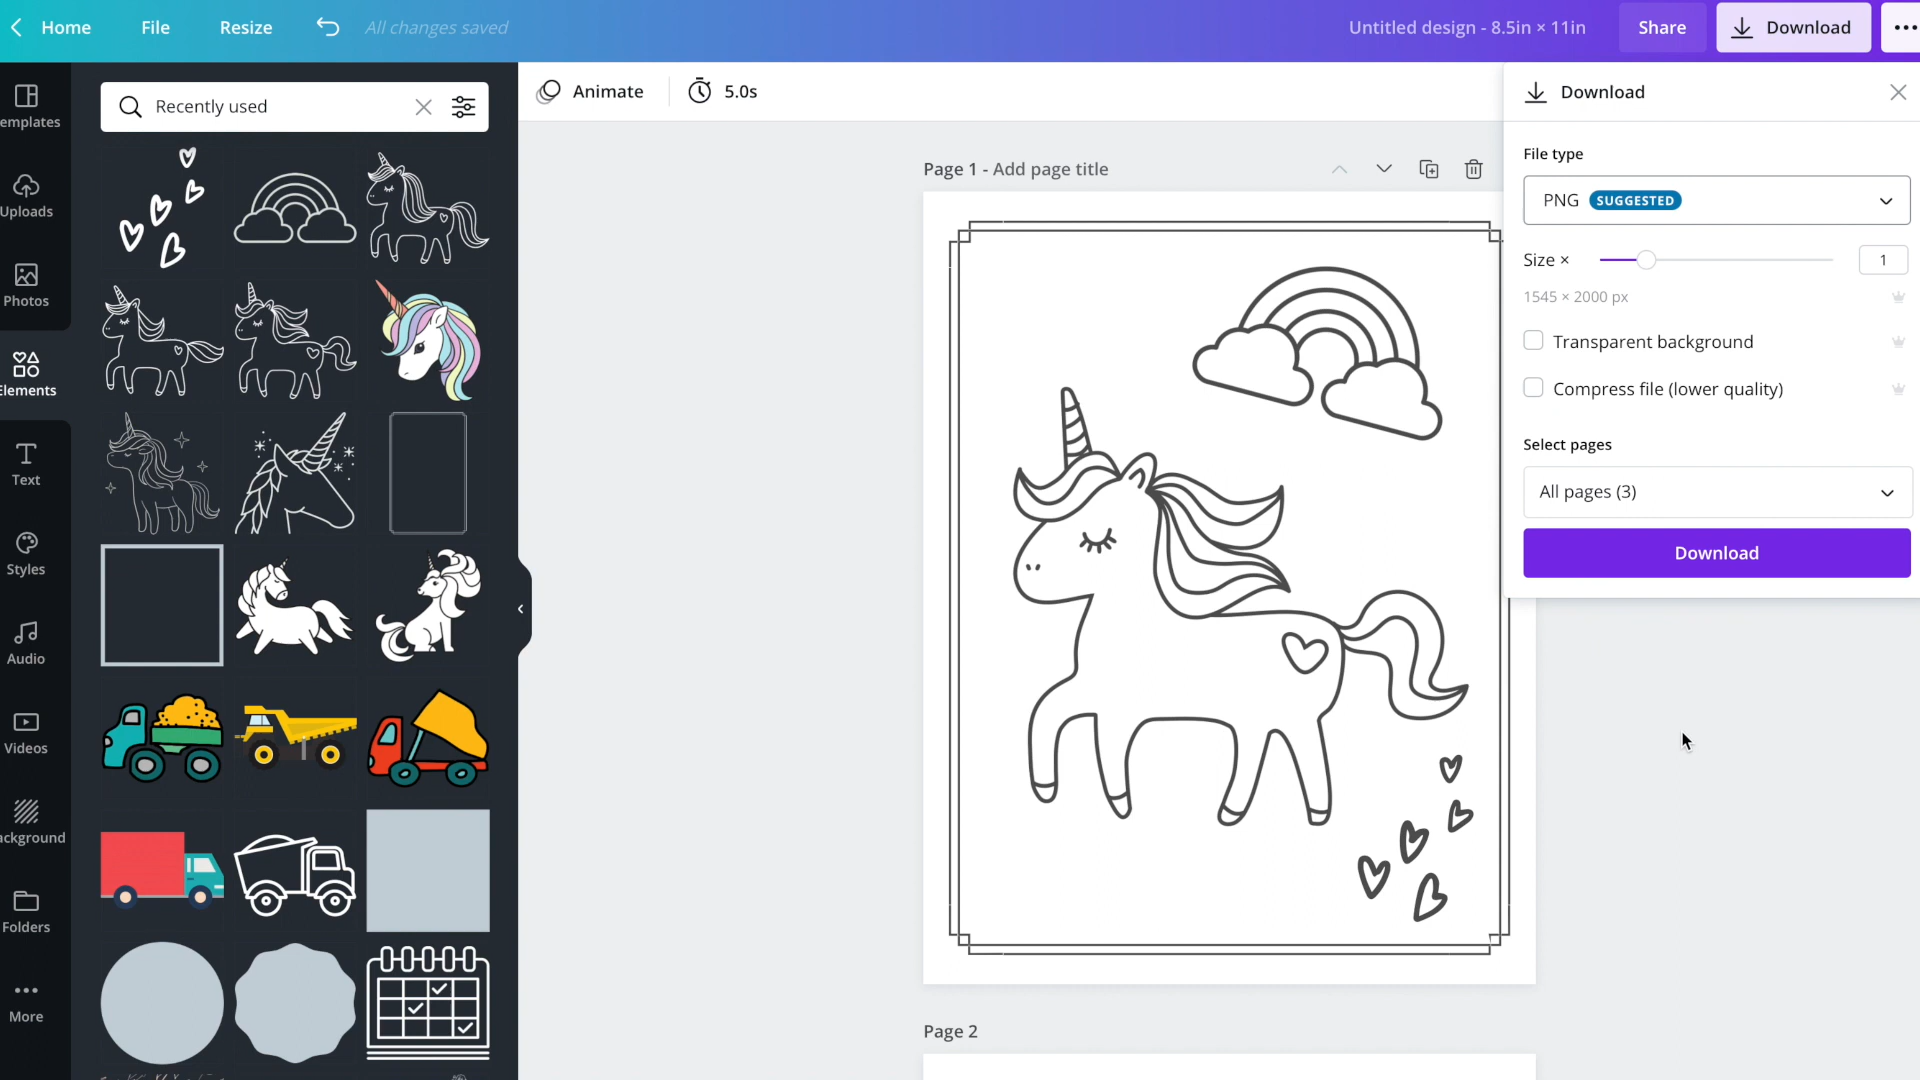 Home File Resize All changes saved Untitled design - 8.5in × 11in Share Download
emplates
Uploads
Photos
Elements
Text
Styles
Audio
Videos
ackground
Folders
More
Recently used
Animate 5.0s
Page 1 - Add page title
Page 2
Download
File type
PNG SUGGESTED
Size × 1
1545 × 2000 px
Transparent background
Compress file (lower quality)
Select pages
All pages (3)
Download